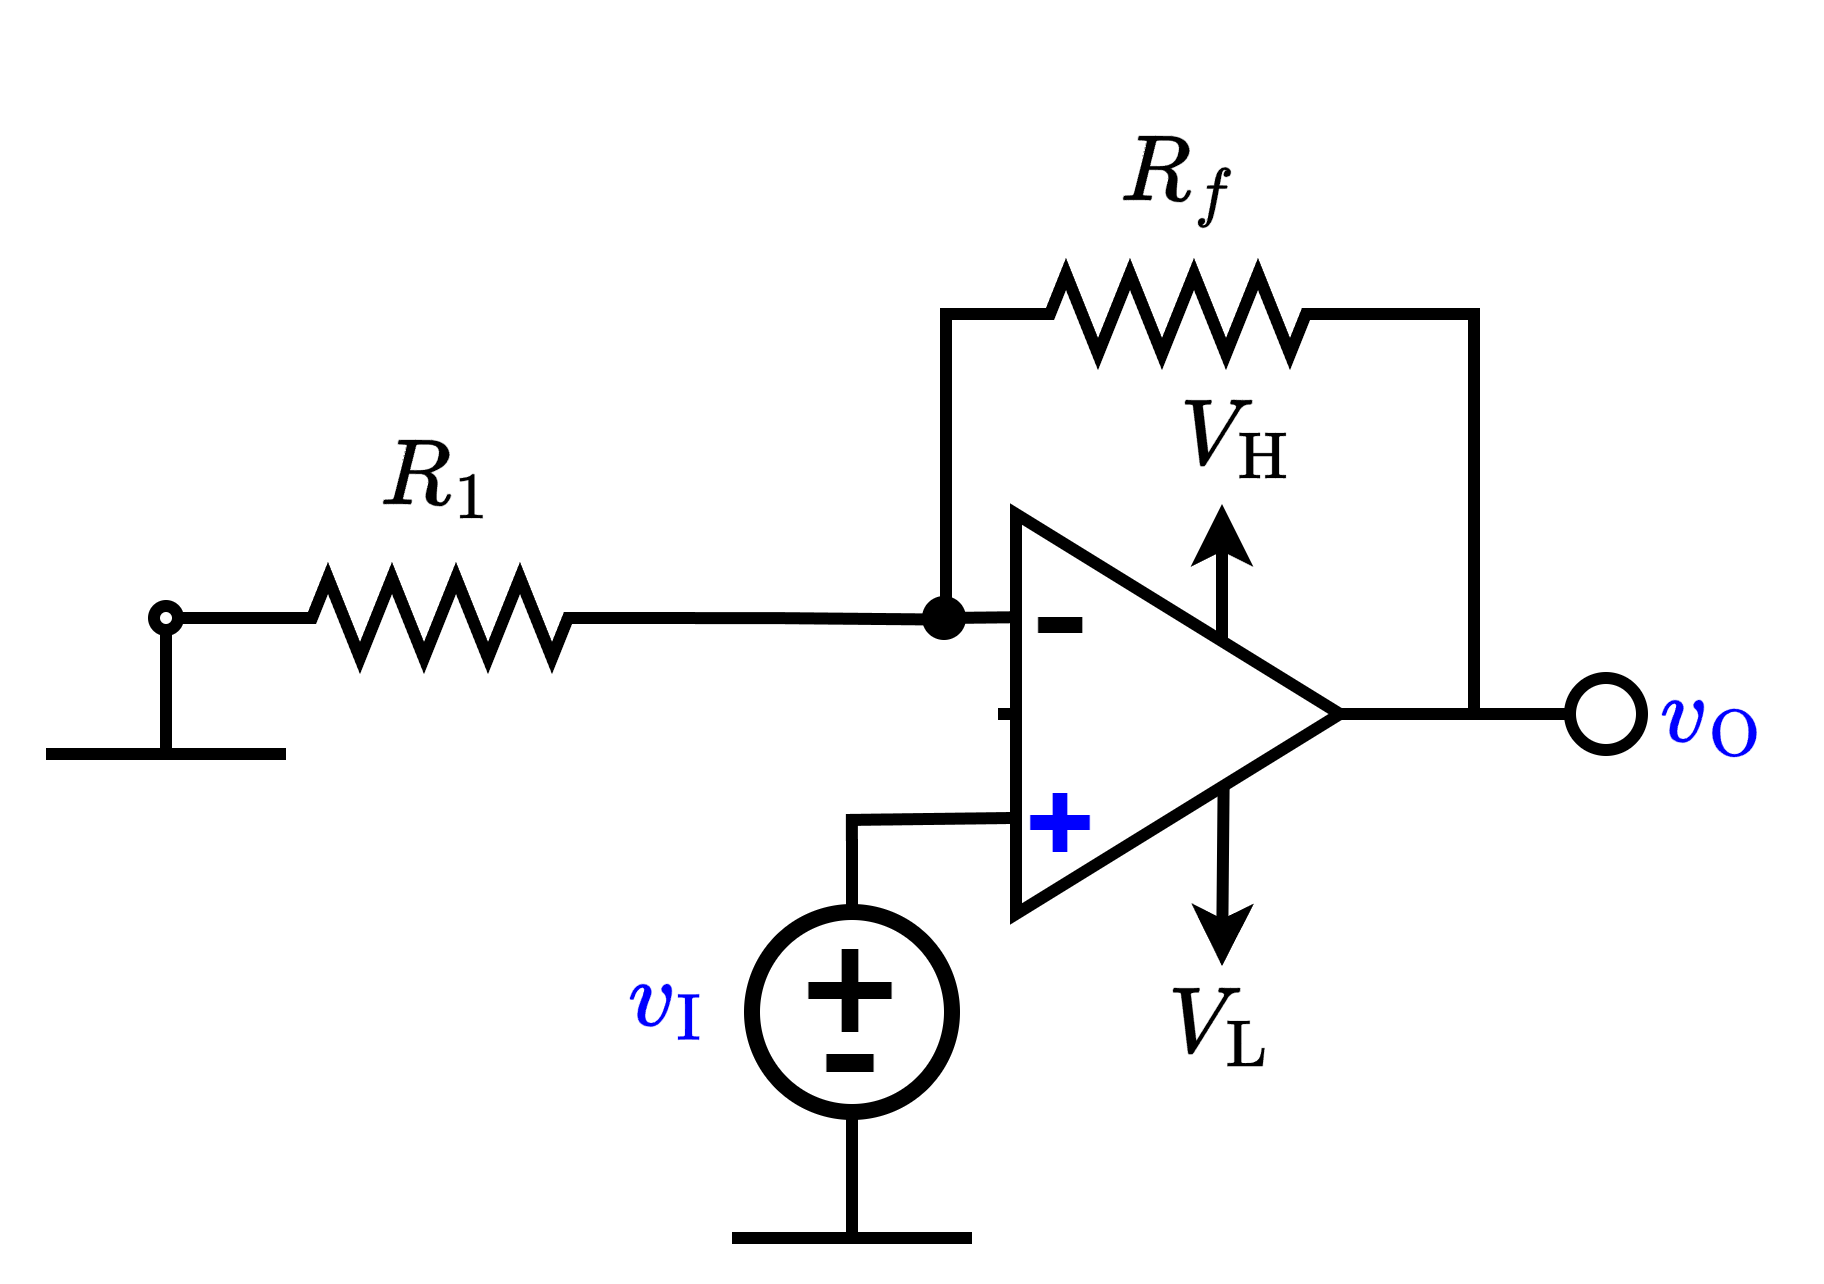 R_f
V_H
R_1
-
v_O
+
v_I
+
-
V_L